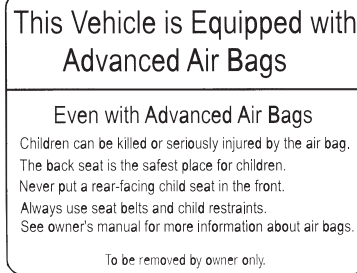 This Vehicle is Equipped with
Advanced Air Bags
Even with Advanced Air Bags
Children can be killed or seriously injured by the air bag.
The back seat is the safest place for children.
Never put a rear-facing child seat in the front.
Always use seat belts and child restraints.
See owner's manual for more information about air bags.
To be removed by owner only.